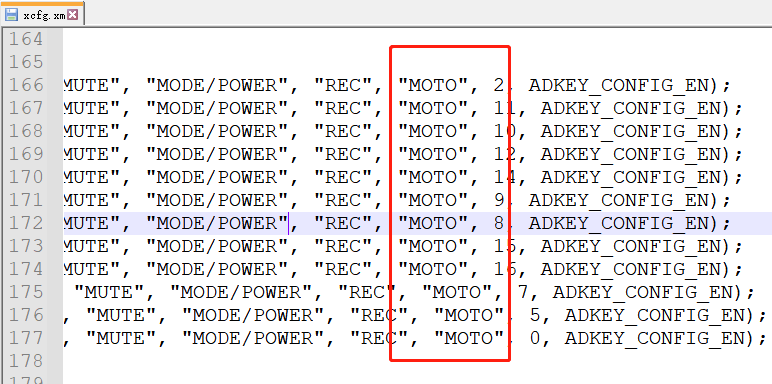 xcfg.xm
164
165
166 MUTE", "MODE/POWER", "REC", "MOTO", 2, ADKEY_CONFIG_EN);
167 MUTE", "MODE/POWER", "REC", "MOTO", 11, ADKEY_CONFIG_EN);
168 MUTE", "MODE/POWER", "REC", "MOTO", 10, ADKEY_CONFIG_EN);
169 MUTE", "MODE/POWER", "REC", "MOTO", 12, ADKEY_CONFIG_EN);
170 MUTE", "MODE/POWER", "REC", "MOTO", 14, ADKEY_CONFIG_EN);
171 MUTE", "MODE/POWER", "REC", "MOTO", 9, ADKEY_CONFIG_EN);
172 MUTE", "MODE/POWER", "REC", "MOTO", 8, ADKEY_CONFIG_EN);
173 MUTE", "MODE/POWER", "REC", "MOTO", 15, ADKEY_CONFIG_EN);
174 MUTE", "MODE/POWER", "REC", "MOTO", 16, ADKEY_CONFIG_EN);
175 "MUTE", "MODE/POWER", "REC", "MOTO", 7, ADKEY_CONFIG_EN);
176 , "MUTE", "MODE/POWER", "REC", "MOTO", 5, ADKEY_CONFIG_EN);
177 , "MUTE", "MODE/POWER", "REC", "MOTO", 0, ADKEY_CONFIG_EN);
178
179